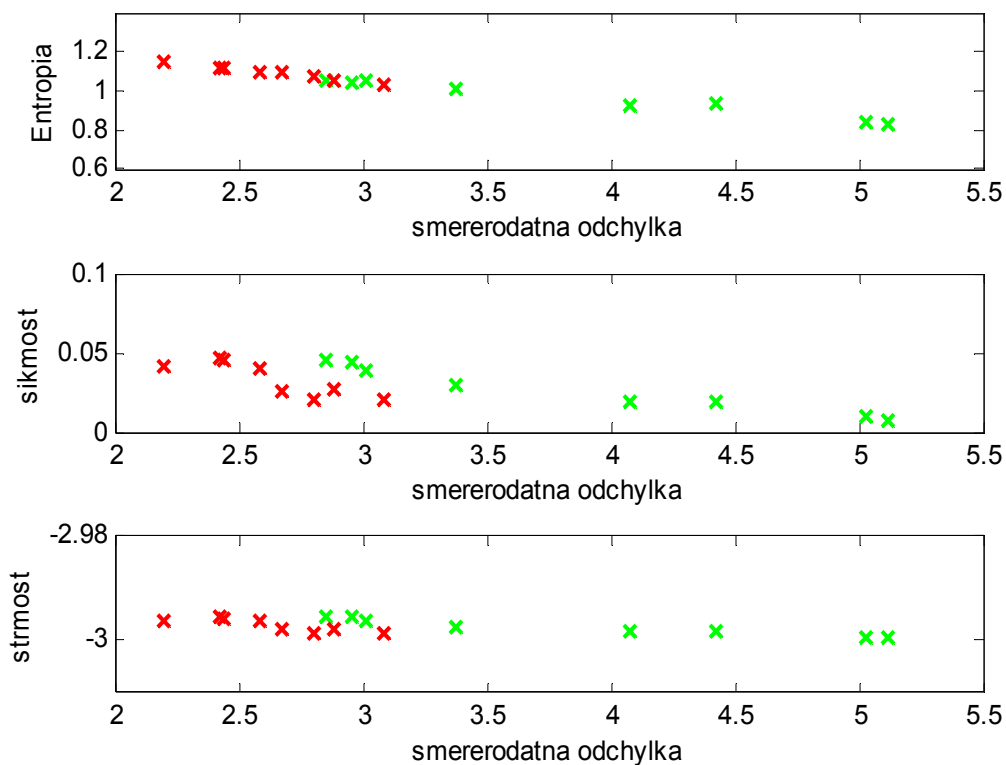 Entropia
1.2
1
0.8
0.6
2 2.5 3 3.5 4 4.5 5 5.5
smererodatna odchylka
sikmost
0.1
0.05
0
2 2.5 3 3.5 4 4.5 5 5.5
smererodatna odchylka
strmost
-2.98
-3
2 2.5 3 3.5 4 4.5 5 5.5
smererodatna odchylka